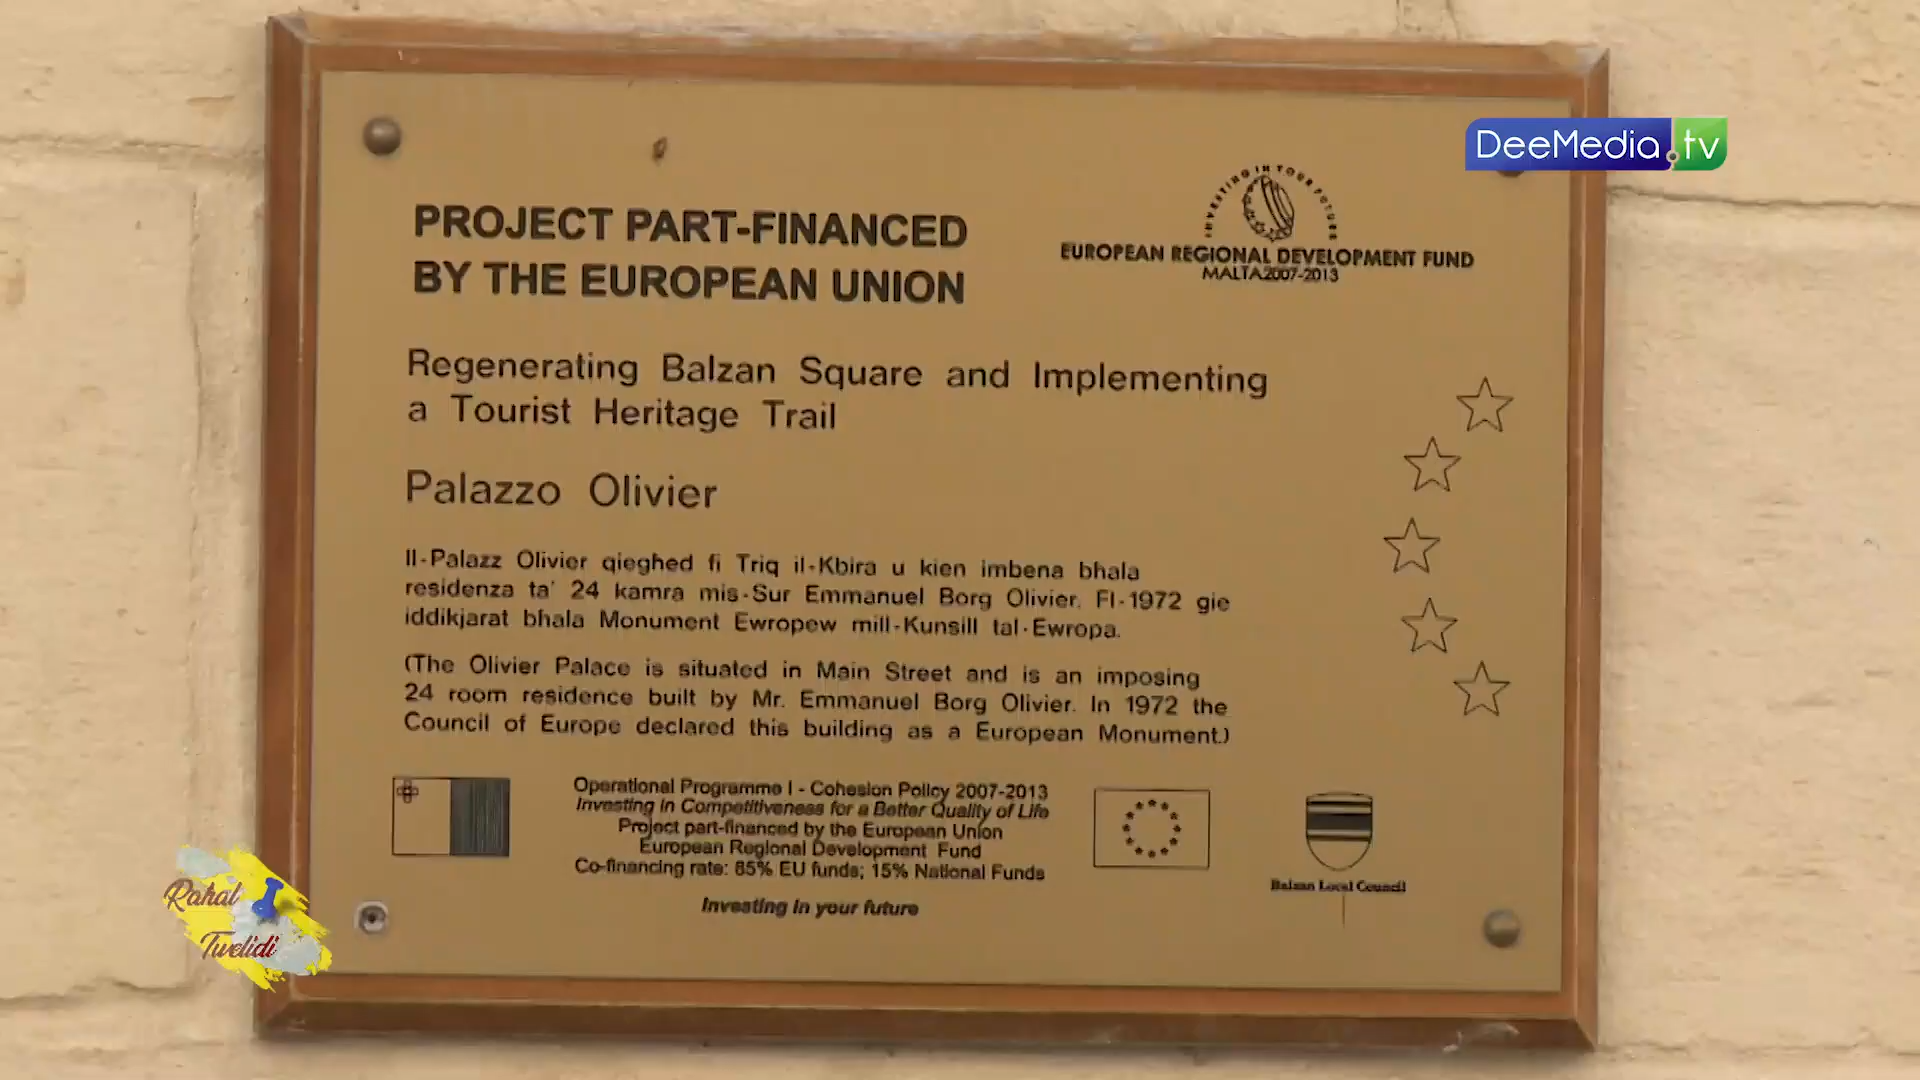 DeeMedia.tv
INVESTING IN YOUR FUTURE
PROJECT PART-FINANCED
BY THE EUROPEAN UNION
EUROPEAN REGIONAL DEVELOPMENT FUND
MALTA2007-2013
Regenerating Balzan Square and Implementing
a Tourist Heritage Trail
Palazzo Olivier
Il-Palazz Olivier qieghed fi Triq il-Kbira u kien imbena bhala
residenza ta' 24 kamra mis-Sur Emmanuel Borg Olivier. Fl-1972 gie
iddikjarat bhala Monument Ewropew mill-Kunsill tal-Ewropa.
(The Olivier Palace is situated in Main Street and is an imposing
24 room residence built by Mr. Emmanuel Borg Olivier. In 1972 the
Council of Europe declared this building as a European Monument.)
Operational Programme I - Cohesion Policy 2007-2013
Investing in Competitiveness for a Better Quality of Life
Project part-financed by the European Union
European Regional Development Fund
Co-financing rate: 85% EU funds; 15% National Funds
Investing in your future
Balzan Local Council
Rahal
Twelidi